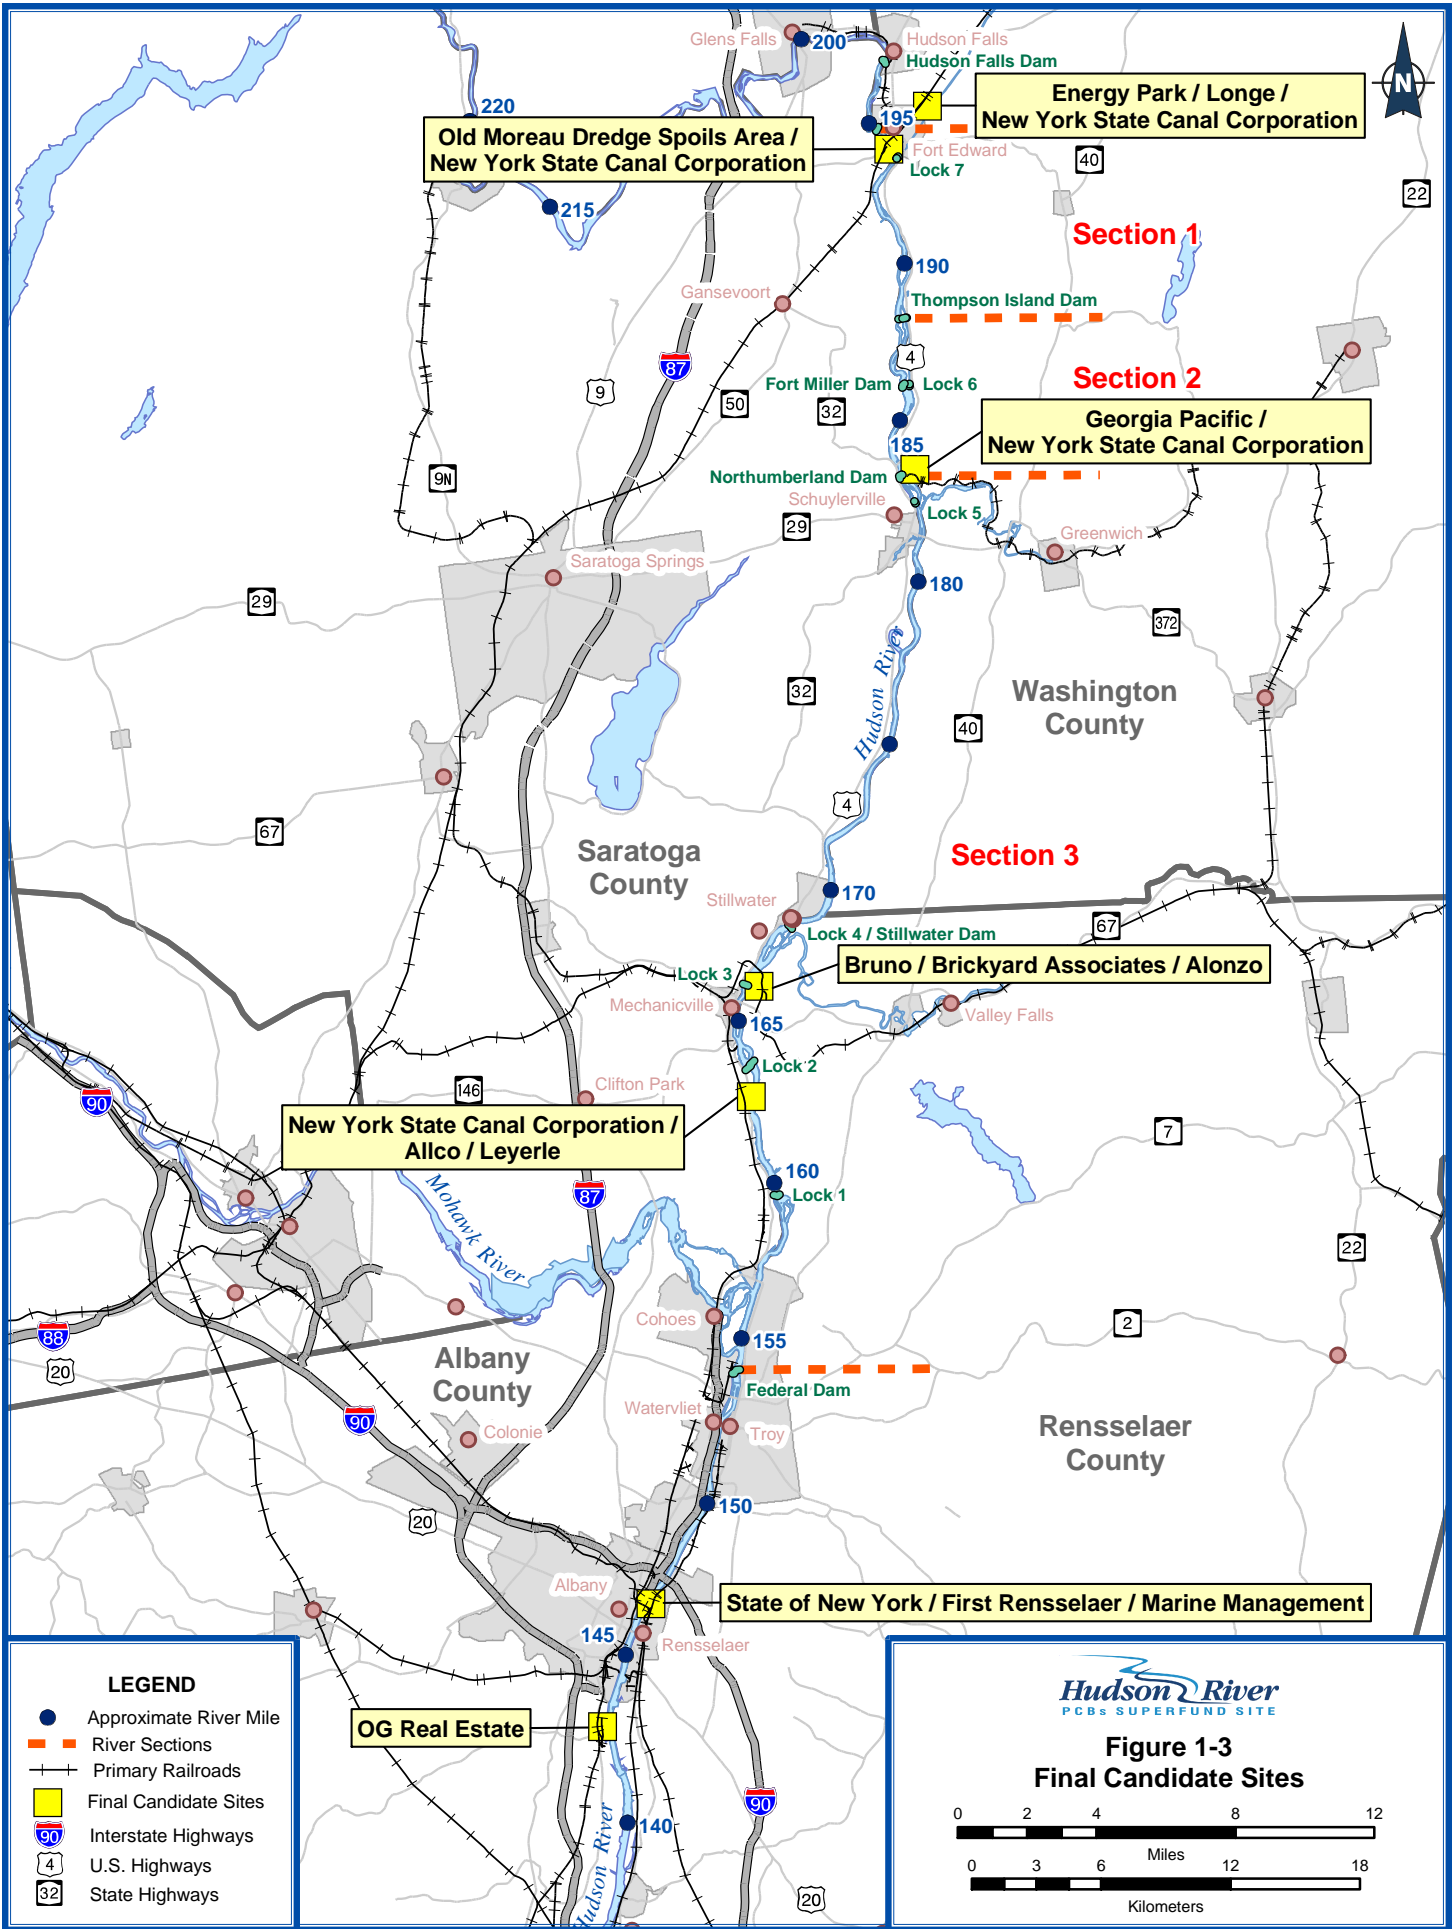 Glens Falls
200
Hudson Falls
Hudson Falls Dam
N
220
Energy Park / Longe /
New York State Canal Corporation
195
Old Moreau Dredge Spoils Area /
New York State Canal Corporation
Fort Edward
Lock 7
40
22
215
Section 1
190
Gansevoort
Thompson Island Dam
4
87
9
50
32
Fort Miller Dam
Lock 6
Section 2
Georgia Pacific /
New York State Canal Corporation
185
9N
Northumberland Dam
Schuylerville
Lock 5
29
Greenwich
Saratoga Springs
180
29
372
Hudson River
32
Washington
County
40
4
67
Saratoga
County
Section 3
170
Stillwater
67
Lock 4 / Stillwater Dam
Bruno / Brickyard Associates / Alonzo
Lock 3
Mechanicville
165
Valley Falls
Lock 2
90
146
Clifton Park
7
New York State Canal Corporation /
Allco / Leyerle
160
Lock 1
87
Mohawk River
22
Cohoes
2
88
155
20
Albany
County
Federal Dam
90
Watervliet
Troy
Colonie
Rensselaer
County
150
20
Albany
State of New York / First Rensselaer / Marine Management
145
Rensselaer
OG Real Estate
90
140
Hudson River
20
LEGEND
Approximate River Mile
River Sections
Primary Railroads
Final Candidate Sites
90
Interstate Highways
4
U.S. Highways
32
State Highways
Hudson River
PCBs SUPERFUND SITE
Figure 1-3
Final Candidate Sites
0 2 4 8 12
Miles
0 3 6 12 18
Kilometers